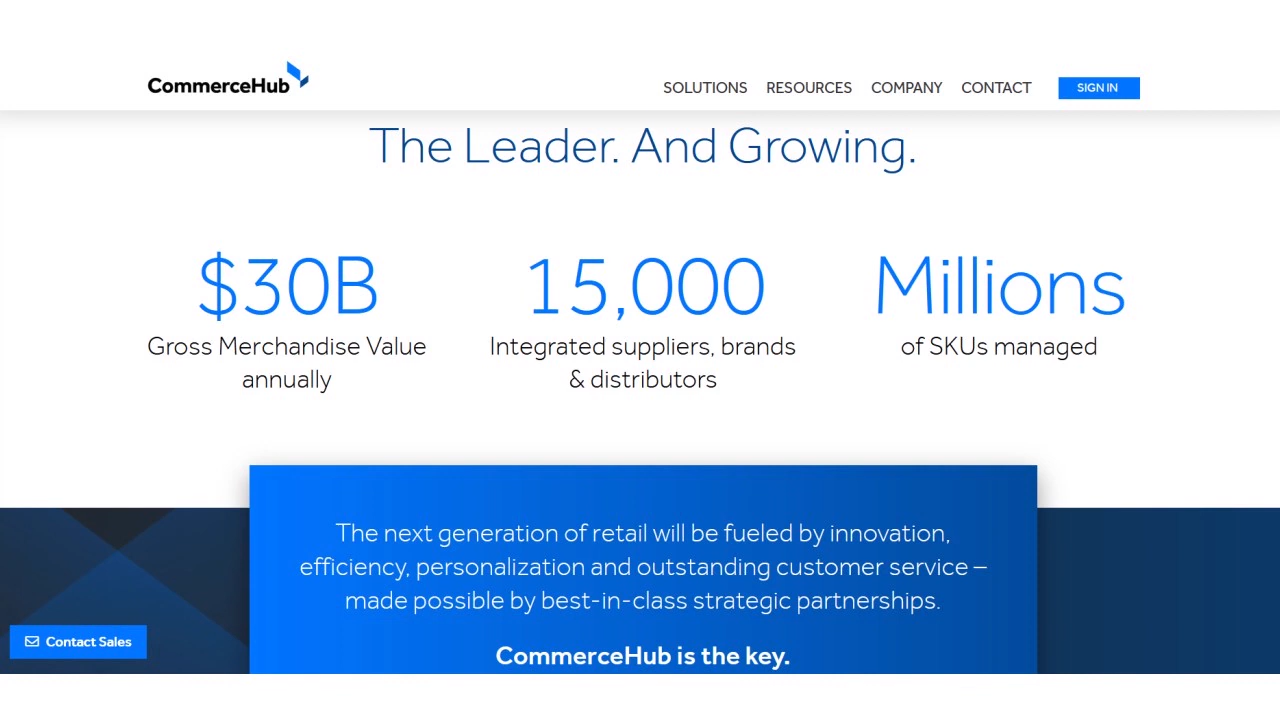 CommerceHub
SOLUTIONS RESOURCES COMPANY CONTACT SIGN IN
The Leader. And Growing.
$30B
Gross Merchandise Value
annually
15,000
Integrated suppliers, brands
& distributors
Millions
of SKUs managed
The next generation of retail will be fueled by innovation,
efficiency, personalization and outstanding customer service –
made possible by best-in-class strategic partnerships.
CommerceHub is the key.
Contact Sales